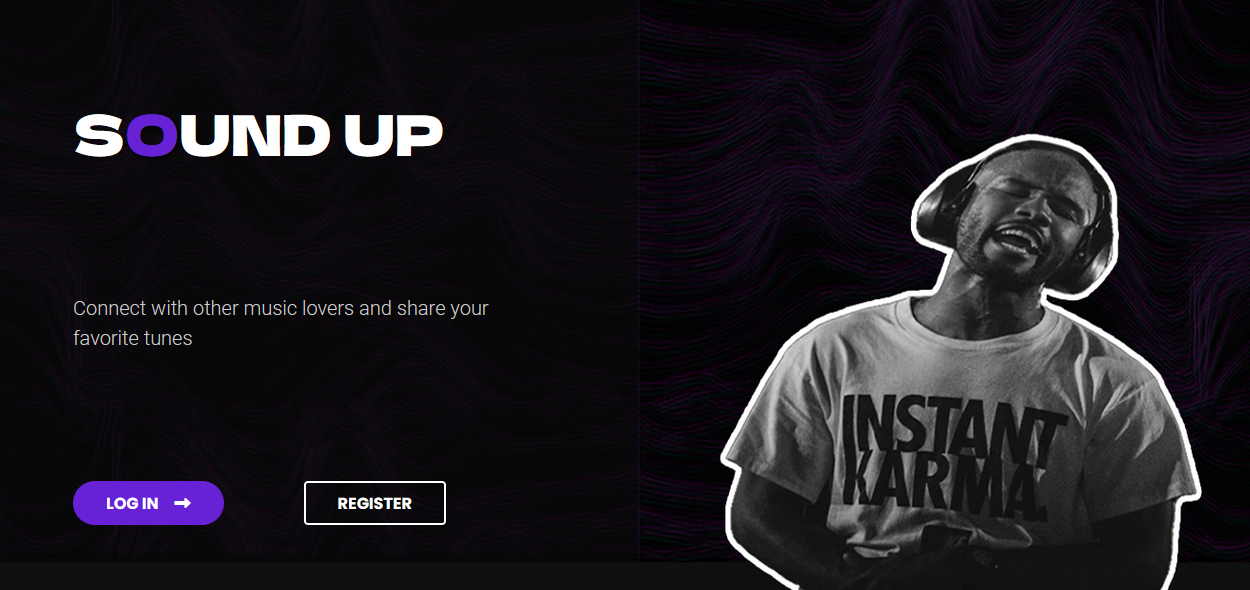 SOUND UP
Connect with other music lovers and share your
favorite tunes
LOG IN
REGISTER
INSTANT
KARMA